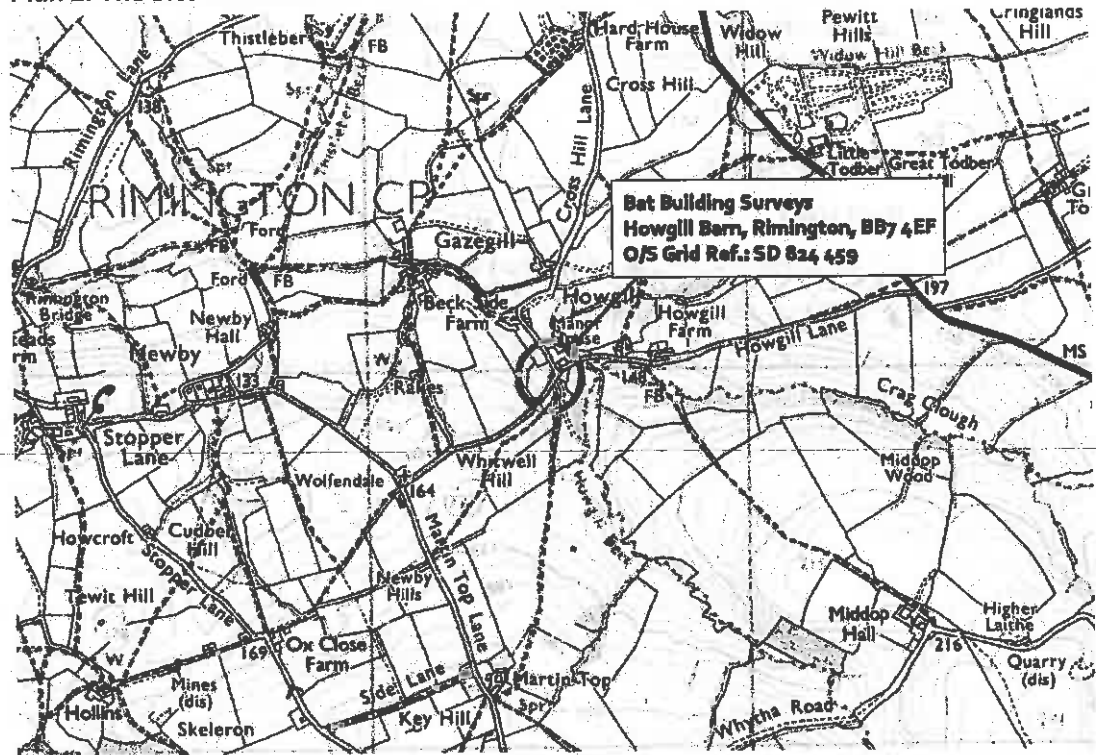 Thistleber
FB
Hard House
Farm
Widow
Hill
Pewitt
Hills
Cringlands
Hill
Widow Hill
Rimington Lane
138
Spr
Cross Hill
Cross Hill Lane
Spr
Little
Todber
Great Todber
RIMINGTON CP
Bat Building Surveys
Howgill Barn, Rimington, BB7 4EF
O/S Grid Ref.: SD 824 459
FB
Ford
Gazegill
Ford
FB
Rimington
Bridge
Beck Side
Farm
Howgill
Manor
House
Howgill
Farm
Howgill Lane
197
MS
Newby
Hall
Newby
133
W
Rakes
148
FB
Crag Clough
Stopper
Lane
Whitwell
Hill
Middop
Wood
Wolfendale
164
Howcroft
Cudbel
Hill
Stopper Lane
Martin Top Lane
Howgill Beck
Newby
Hills
Tewit Hill
Middop
Hall
Higher
Laithe
W
169
Ox Close
Farm
216
Quarry
(dis)
Mines
(dis)
Side Lane
Martin Top
Hollins
Skeleron
Key Hill
Spr
Whytha Road